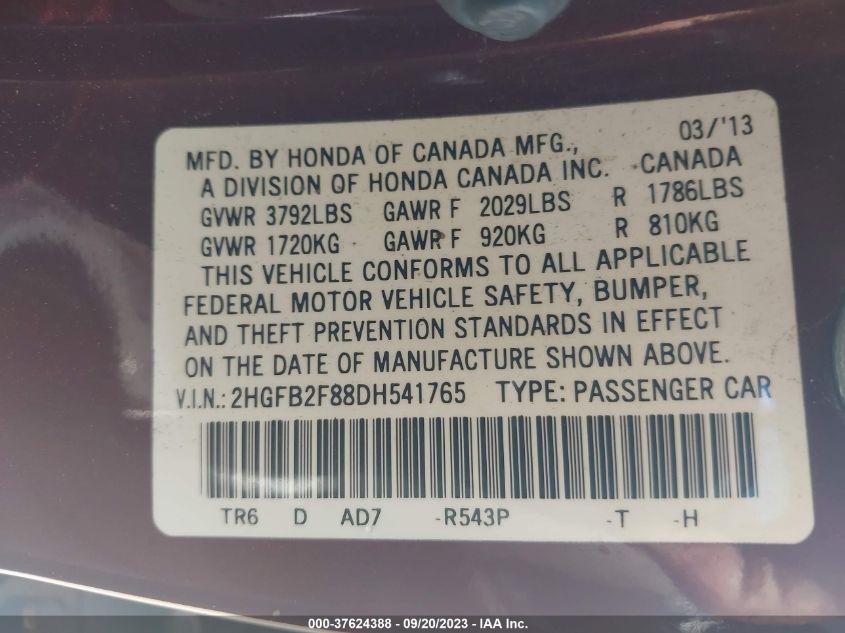 03/'13
MFD. BY HONDA OF CANADA MFG.,
A DIVISION OF HONDA CANADA INC. CANADA
GVWR 3792LBS GAWR F 2029LBS R 1786LBS
GVWR 1720KG GAWR F 920KG R 810KG
THIS VEHICLE CONFORMS TO ALL APPLICABLE
FEDERAL MOTOR VEHICLE SAFETY, BUMPER,
AND THEFT PREVENTION STANDARDS IN EFFECT
ON THE DATE OF MANUFACTURE SHOWN ABOVE.
V.I.N.: 2HGFB2F88DH541765 TYPE: PASSENGER CAR
TR6 D AD7 -R543P -T -H
000-37624388 - 09/20/2023 - IAA Inc.